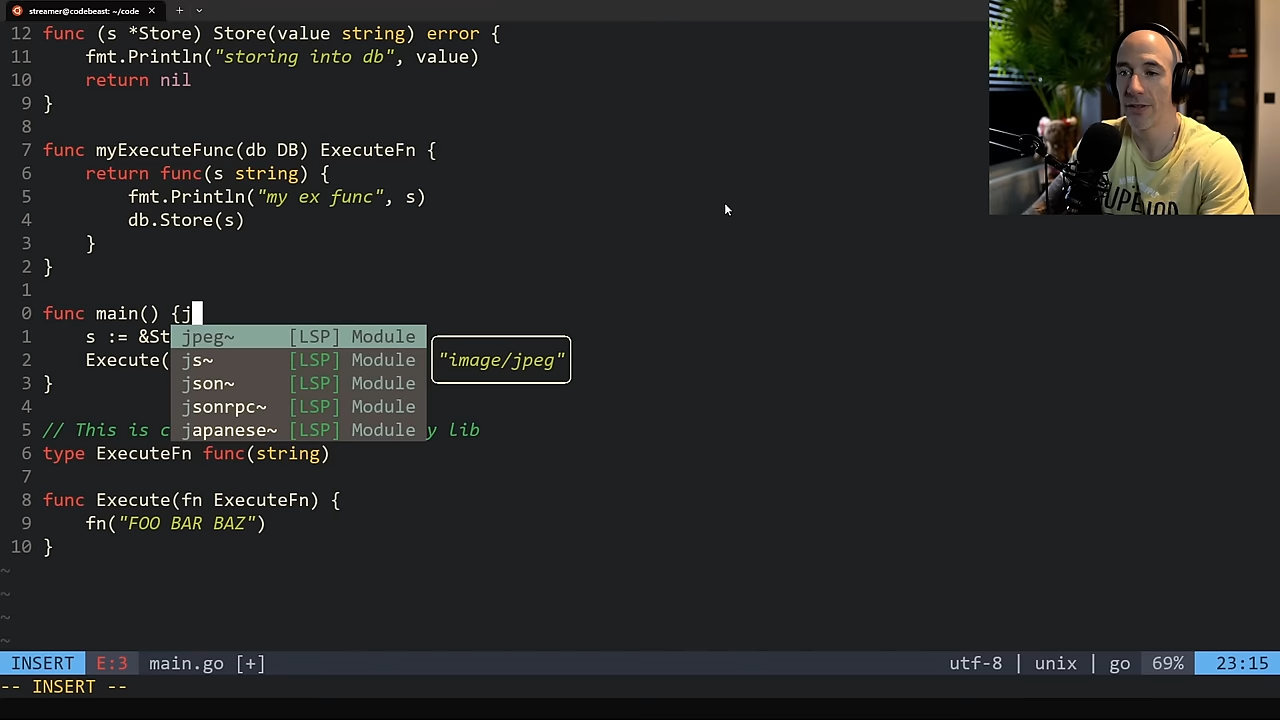 streamer@codebeast: ~/code × + ⌄
12 func (s *Store) Store(value string) error {
11 fmt.Println("storing into db", value)
10 return nil
9 }
8
7 func myExecuteFunc(db DB) ExecuteFn {
6 return func(s string) {
5 fmt.Println("my ex func", s)
4 db.Store(s)
3 }
2 }
1
0 func main() {j
1 s := &St jpeg~ [LSP] Module
2 Execute( js~ [LSP] Module "image/jpeg"
3 } json~ [LSP] Module
4 jsonrpc~ [LSP] Module
5 // This is c japanese~ [LSP] Module y lib
6 type ExecuteFn func(string)
7
8 func Execute(fn ExecuteFn) {
9 fn("FOO BAR BAZ")
10 }
~
~
~
~
INSERT E:3 main.go [+] utf-8 | unix | go 69% 23:15
-- INSERT --